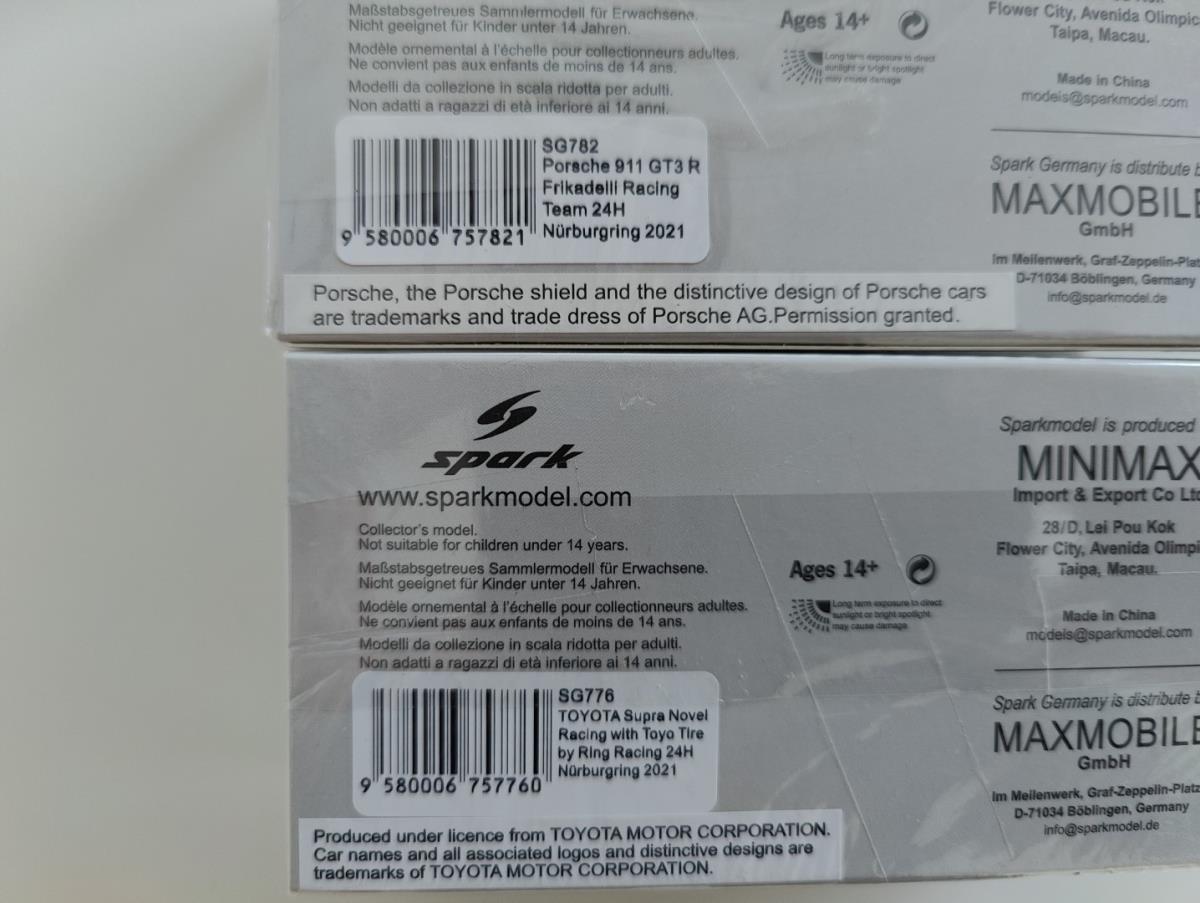 Maßstabsgetreues Sammlermodell für Erwachsene.
Nicht geeignet für Kinder unter 14 Jahren.
Modèle ornemental à l'échelle pour collectionneurs adultes.
Ne convient pas aux enfants de moins de 14 ans.
Modelli da collezione in scala ridotta per adulti.
Non adatti a ragazzi di età inferiore ai 14 anni.
Ages 14+
Long term exposure to direct
sunlight or bright spotlight
may cause damage
Flower City, Avenida Olimpic
Taipa, Macau.
Made in China
models@sparkmodel.com
Spark Germany is distribute b
MAXMOBILE
GmbH
Im Meilenwerk, Graf-Zeppelin-Plat
D-71034 Böblingen, Germany
info@sparkmodel.de
SG782
Porsche 911 GT3 R
Frikadelli Racing
Team 24H
Nürburgring 2021
9 580006 757821
Porsche, the Porsche shield and the distinctive design of Porsche cars
are trademarks and trade dress of Porsche AG.Permission granted.
spark
www.sparkmodel.com
Collector's model.
Not suitable for children under 14 years.
Maßstabsgetreues Sammlermodell für Erwachsene.
Nicht geeignet für Kinder unter 14 Jahren.
Modèle ornemental à l'échelle pour collectionneurs adultes.
Ne convient pas aux enfants de moins de 14 ans.
Modelli da collezione in scala ridotta per adulti.
Non adatti a ragazzi di età inferiore ai 14 anni.
Ages 14+
Long term exposure to direct
sunlight or bright spotlight
may cause damage
Sparkmodel is produced
MINIMAX
Import & Export Co Ltd
28/D, Lei Pou Kok
Flower City, Avenida Olimpi
Taipa, Macau.
Made in China
models@sparkmodel.com
Spark Germany is distribute b
MAXMOBILE
GmbH
Im Meilenwerk, Graf-Zeppelin-Platz
D-71034 Böblingen, Germany
info@sparkmodel.de
SG776
TOYOTA Supra Novel
Racing with Toyo Tire
by Ring Racing 24H
Nürburgring 2021
9 580006 757760
Produced under licence from TOYOTA MOTOR CORPORATION.
Car names and all associated logos and distinctive designs are
trademarks of TOYOTA MOTOR CORPORATION.